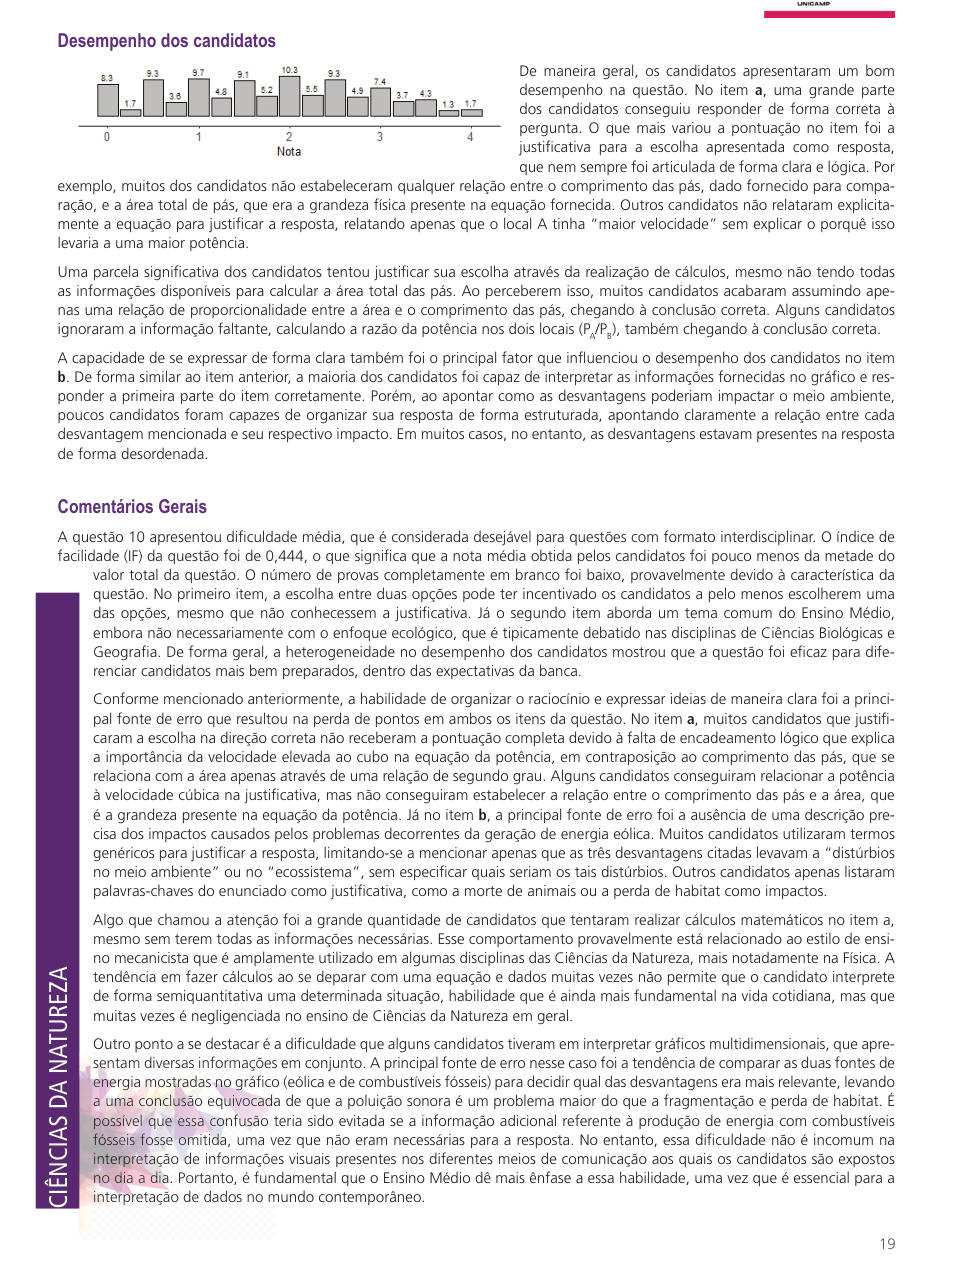 UNICAMP
Desempenho dos candidatos
8.3
1.7
9.3
3.6
9.7
4.8
9.1
5.2
10.3
5.5
9.3
4.9
7.4
3.7
4.3
1.3
1.7
0
1
2
3
4
Nota
De maneira geral, os candidatos apresentaram um bom
desempenho na questão. No item a, uma grande parte
dos candidatos conseguiu responder de forma correta à
pergunta. O que mais variou a pontuação no item foi a
justificativa para a escolha apresentada como resposta,
que nem sempre foi articulada de forma clara e lógica. Por
exemplo, muitos dos candidatos não estabeleceram qualquer relação entre o comprimento das pás, dado fornecido para compa-
ração, e a área total de pás, que era a grandeza física presente na equação fornecida. Outros candidatos não relataram explicita-
mente a equação para justificar a resposta, relatando apenas que o local A tinha “maior velocidade” sem explicar o porquê isso
levaria a uma maior potência.
Uma parcela significativa dos candidatos tentou justificar sua escolha através da realização de cálculos, mesmo não tendo todas
as informações disponíveis para calcular a área total das pás. Ao perceberem isso, muitos candidatos acabaram assumindo ape-
nas uma relação de proporcionalidade entre a área e o comprimento das pás, chegando à conclusão correta. Alguns candidatos
ignoraram a informação faltante, calculando a razão da potência nos dois locais (PA/PB), também chegando à conclusão correta.
A capacidade de se expressar de forma clara também foi o principal fator que influenciou o desempenho dos candidatos no item
b. De forma similar ao item anterior, a maioria dos candidatos foi capaz de interpretar as informações fornecidas no gráfico e res-
ponder a primeira parte do item corretamente. Porém, ao apontar como as desvantagens poderiam impactar o meio ambiente,
poucos candidatos foram capazes de organizar sua resposta de forma estruturada, apontando claramente a relação entre cada
desvantagem mencionada e seu respectivo impacto. Em muitos casos, no entanto, as desvantagens estavam presentes na resposta
de forma desordenada.
Comentários Gerais
A questão 10 apresentou dificuldade média, que é considerada desejável para questões com formato interdisciplinar. O índice de
facilidade (IF) da questão foi de 0,444, o que significa que a nota média obtida pelos candidatos foi pouco menos da metade do
valor total da questão. O número de provas completamente em branco foi baixo, provavelmente devido à característica da
questão. No primeiro item, a escolha entre duas opções pode ter incentivado os candidatos a pelo menos escolherem uma
das opções, mesmo que não conhecessem a justificativa. Já o segundo item aborda um tema comum do Ensino Médio,
embora não necessariamente com o enfoque ecológico, que é tipicamente debatido nas disciplinas de Ciências Biológicas e
Geografia. De forma geral, a heterogeneidade no desempenho dos candidatos mostrou que a questão foi eficaz para dife-
renciar candidatos mais bem preparados, dentro das expectativas da banca.
Conforme mencionado anteriormente, a habilidade de organizar o raciocínio e expressar ideias de maneira clara foi a princi-
pal fonte de erro que resultou na perda de pontos em ambos os itens da questão. No item a, muitos candidatos que justifi-
caram a escolha na direção correta não receberam a pontuação completa devido à falta de encadeamento lógico que explica
a importância da velocidade elevada ao cubo na equação da potência, em contraposição ao comprimento das pás, que se
relaciona com a área apenas através de uma relação de segundo grau. Alguns candidatos conseguiram relacionar a potência
à velocidade cúbica na justificativa, mas não conseguiram estabelecer a relação entre o comprimento das pás e a área, que
é a grandeza presente na equação da potência. Já no item b, a principal fonte de erro foi a ausência de uma descrição pre-
cisa dos impactos causados pelos problemas decorrentes da geração de energia eólica. Muitos candidatos utilizaram termos
genéricos para justificar a resposta, limitando-se a mencionar apenas que as três desvantagens citadas levavam a “distúrbios
no meio ambiente” ou no “ecossistema”, sem especificar quais seriam os tais distúrbios. Outros candidatos apenas listaram
palavras-chaves do enunciado como justificativa, como a morte de animais ou a perda de habitat como impactos.
Algo que chamou a atenção foi a grande quantidade de candidatos que tentaram realizar cálculos matemáticos no item a,
mesmo sem terem todas as informações necessárias. Esse comportamento provavelmente está relacionado ao estilo de ensi-
no mecanicista que é amplamente utilizado em algumas disciplinas das Ciências da Natureza, mais notadamente na Física. A
tendência em fazer cálculos ao se deparar com uma equação e dados muitas vezes não permite que o candidato interprete
de forma semiquantitativa uma determinada situação, habilidade que é ainda mais fundamental na vida cotidiana, mas que
muitas vezes é negligenciada no ensino de Ciências da Natureza em geral.
Outro ponto a se destacar é a dificuldade que alguns candidatos tiveram em interpretar gráficos multidimensionais, que apre-
sentam diversas informações em conjunto. A principal fonte de erro nesse caso foi a tendência de comparar as duas fontes de
energia mostradas no gráfico (eólica e de combustíveis fósseis) para decidir qual das desvantagens era mais relevante, levando
a uma conclusão equivocada de que a poluição sonora é um problema maior do que a fragmentação e perda de habitat. É
possível que essa confusão teria sido evitada se a informação adicional referente à produção de energia com combustíveis
fósseis fosse omitida, uma vez que não eram necessárias para a resposta. No entanto, essa dificuldade não é incomum na
interpretação de informações visuais presentes nos diferentes meios de comunicação aos quais os candidatos são expostos
no dia a dia. Portanto, é fundamental que o Ensino Médio dê mais ênfase a essa habilidade, uma vez que é essencial para a
interpretação de dados no mundo contemporâneo.
CIÊNCIAS DA NATUREZA
19